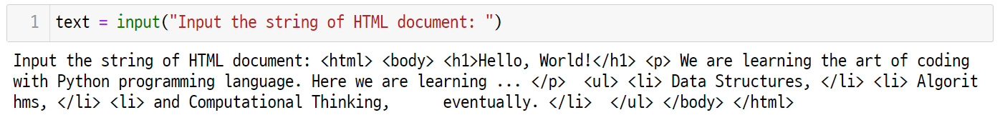 1 text = input("Input the string of HTML document: ")
Input the string of HTML document: <html> <body> <h1>Hello, World!</h1> <p> We are learning the art of coding
with Python programming language. Here we are learning ... </p>  <ul> <li> Data Structures, </li> <li> Algorit
hms, </li> <li> and Computational Thinking,      eventually. </li>  </ul> </body> </html>